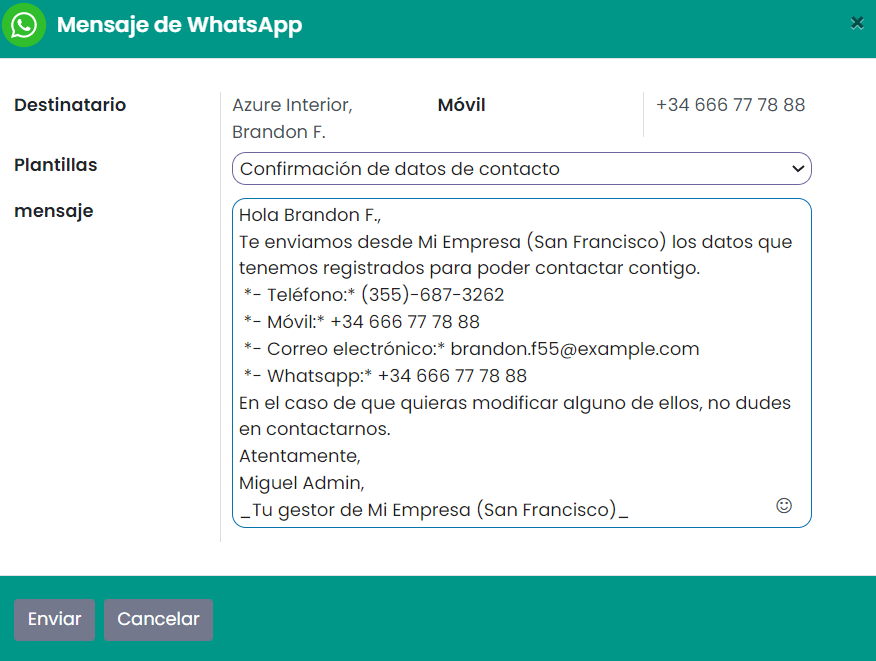 Mensaje de WhatsApp
×
Destinatario
Azure Interior,
Brandon F.
Móvil
+34 666 77 78 88
Plantillas
Confirmación de datos de contacto
mensaje
Hola Brandon F.,
Te enviamos desde Mi Empresa (San Francisco) los datos que
tenemos registrados para poder contactar contigo.
*- Teléfono:* (355)-687-3262
*- Móvil:* +34 666 77 78 88
*- Correo electrónico:* brandon.f55@example.com
*- Whatsapp:* +34 666 77 78 88
En el caso de que quieras modificar alguno de ellos, no dudes
en contactarnos.
Atentamente,
Miguel Admin,
_Tu gestor de Mi Empresa (San Francisco)_
Enviar
Cancelar